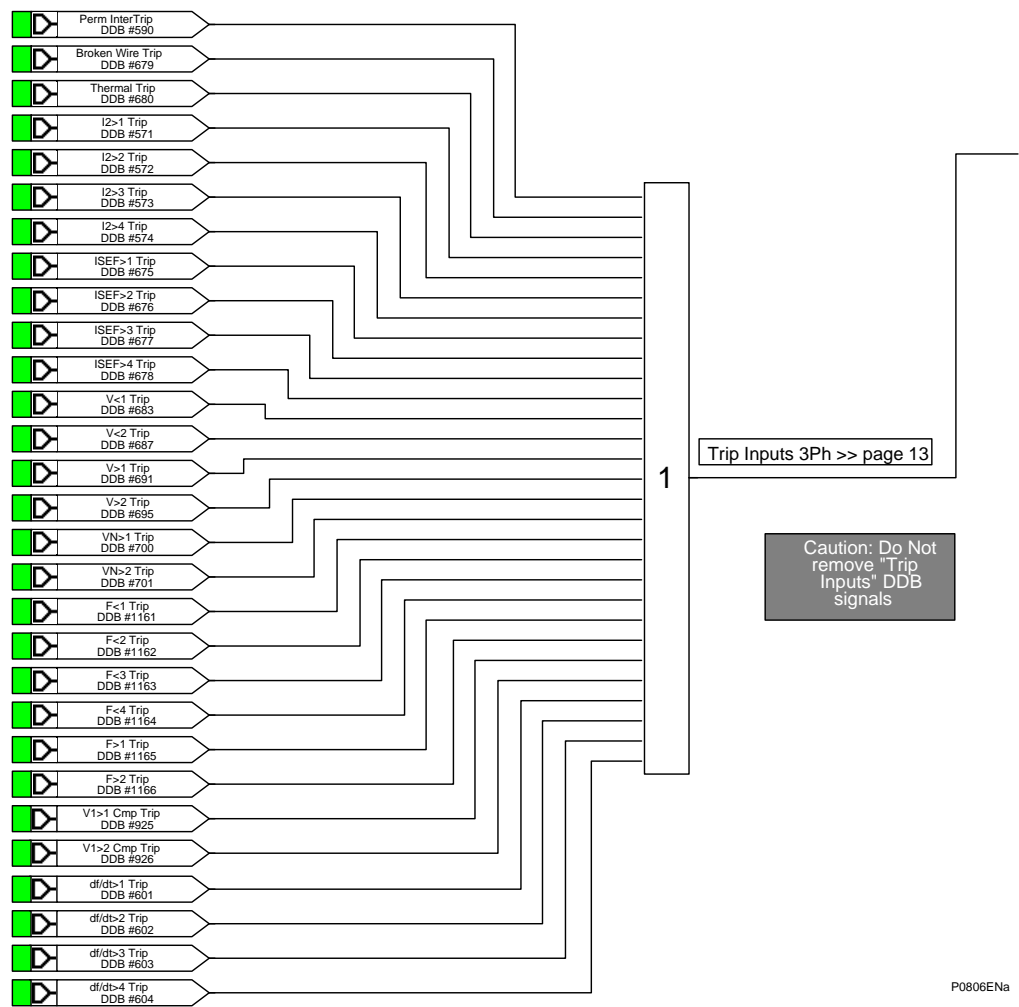 Perm InterTrip
DDB #590
Broken Wire Trip
DDB #679
Thermal Trip
DDB #680
I2>1 Trip
DDB #571
I2>2 Trip
DDB #572
I2>3 Trip
DDB #573
I2>4 Trip
DDB #574
ISEF>1 Trip
DDB #675
ISEF>2 Trip
DDB #676
ISEF>3 Trip
DDB #677
ISEF>4 Trip
DDB #678
V<1 Trip
DDB #683
V<2 Trip
DDB #687
V>1 Trip
DDB #691
V>2 Trip
DDB #695
VN>1 Trip
DDB #700
VN>2 Trip
DDB #701
F<1 Trip
DDB #1161
F<2 Trip
DDB #1162
F<3 Trip
DDB #1163
F<4 Trip
DDB #1164
F>1 Trip
DDB #1165
F>2 Trip
DDB #1166
V1>1 Cmp Trip
DDB #925
V1>2 Cmp Trip
DDB #926
df/dt>1 Trip
DDB #601
df/dt>2 Trip
DDB #602
df/dt>3 Trip
DDB #603
df/dt>4 Trip
DDB #604
1
Trip Inputs 3Ph >> page 13
Caution: Do Not
remove "Trip
Inputs" DDB
signals
P0806ENa